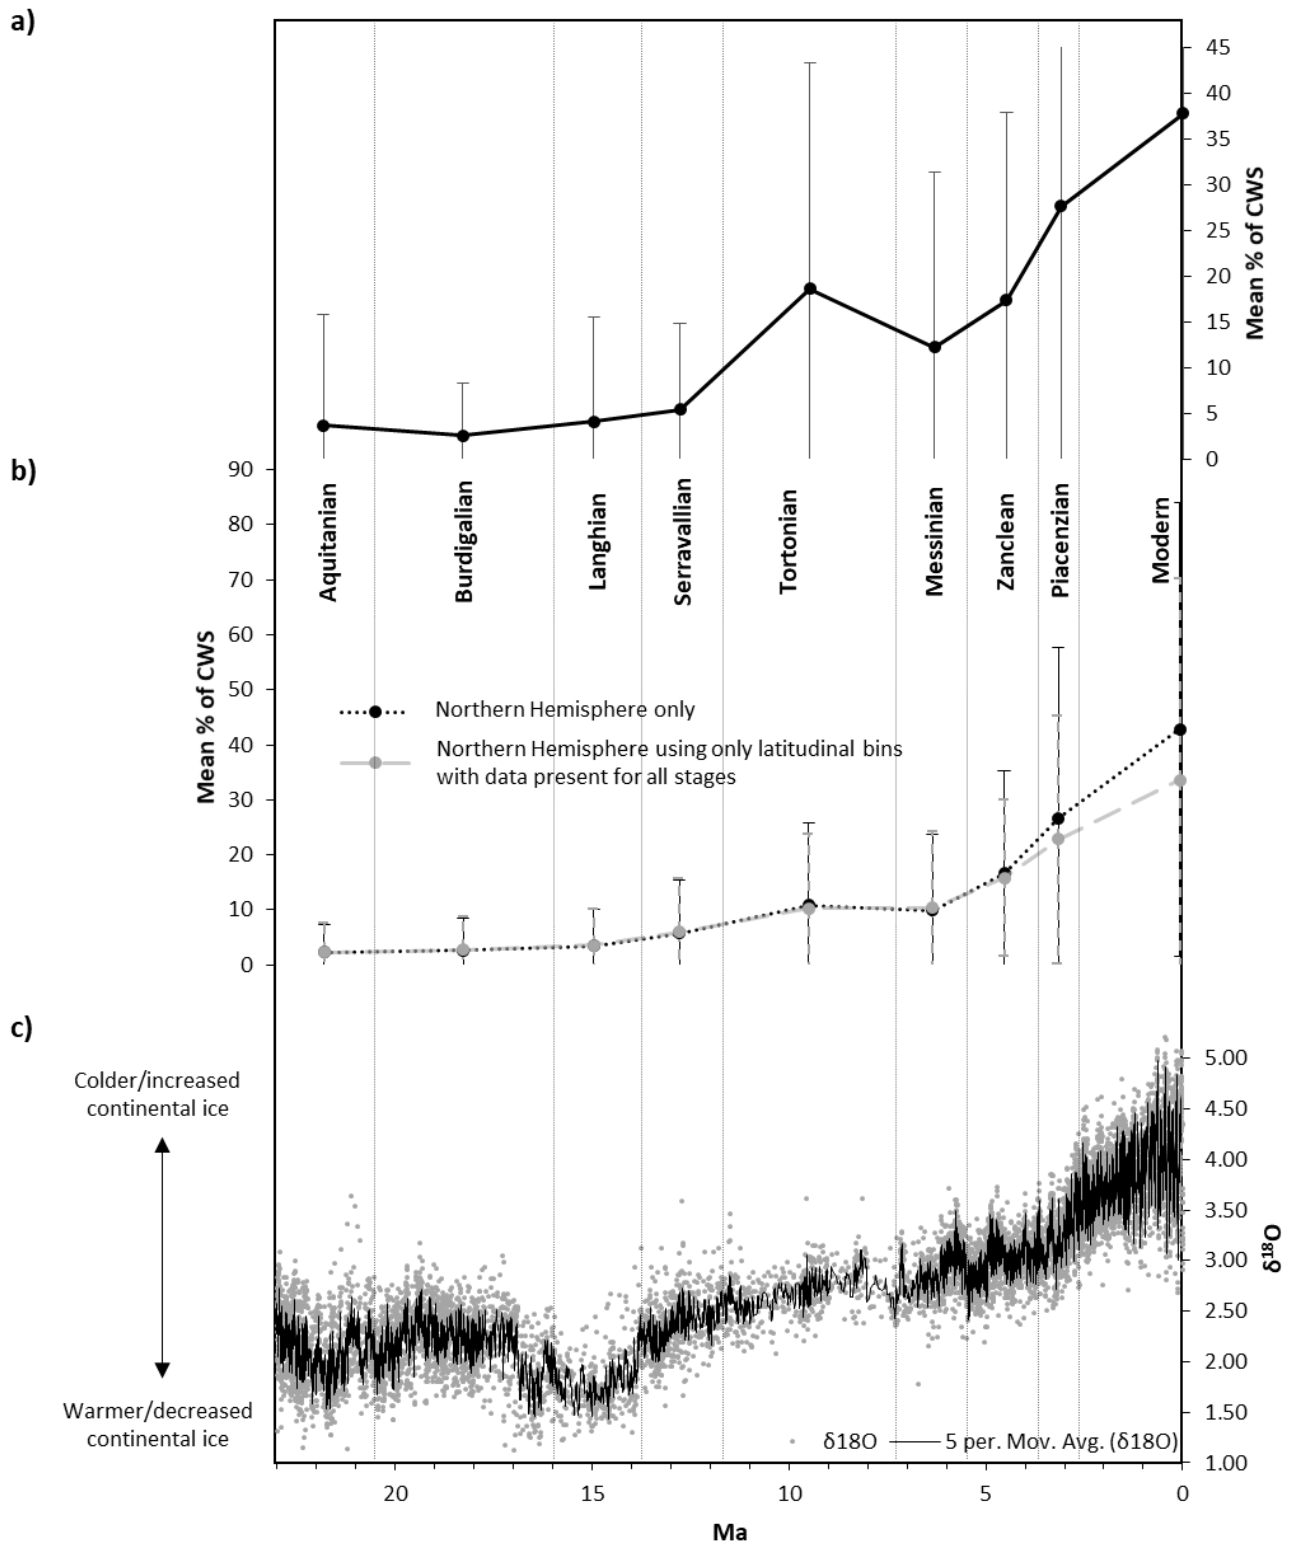 a)
45
40
35
30
25
20
15
10
5
0
Mean % of CWS
b)
90
80
70
60
50
40
30
20
10
0
Mean % of CWS
Aquitanian
Burdigalian
Langhian
Serravallian
Tortonian
Messinian
Zanclean
Piacenzian
Modern
Northern Hemisphere only
Northern Hemisphere using only latitudinal bins
with data present for all stages
c)
Colder/increased
continental ice
Warmer/decreased
continental ice
5.00
4.50
4.00
3.50
3.00
2.50
2.00
1.50
1.00
δ¹⁸O
δ18O
5 per. Mov. Avg. (δ18O)
20
15
10
5
0
Ma